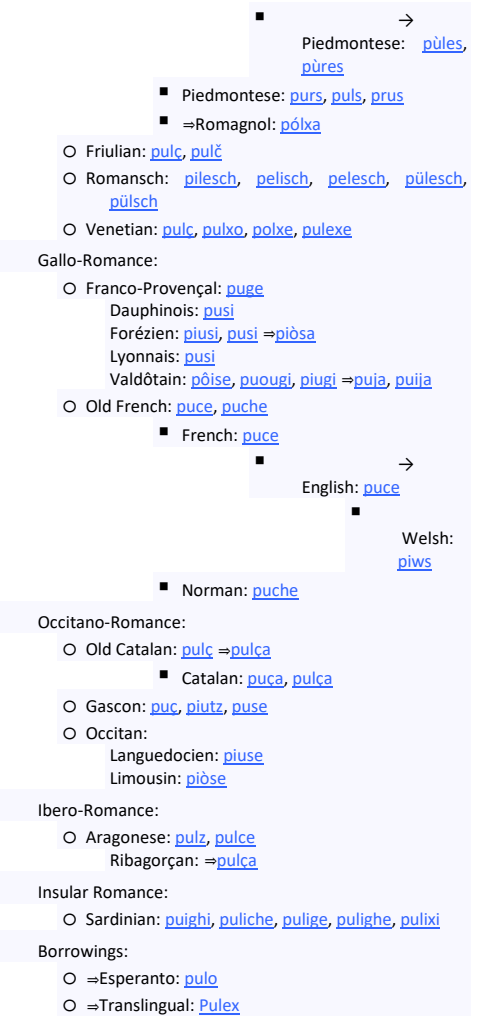 →
Piedmontese: pùles,
pùres
Piedmontese: purs, puls, prus
⇒Romagnol: pólxa
Friulian: pulç, pulč
Romansch: pilesch, pelisch, pelesch, pülesch,
pülsch
Venetian: pulç, pulxo, polxe, pulexe
Gallo-Romance:
Franco-Provençal: puge
Dauphinois: pusi
Forézien: piusi, pusi ⇒piòsa
Lyonnais: pusi
Valdôtain: pôise, puougi, piugi ⇒puja, puija
Old French: puce, puche
French: puce
→
English: puce
Welsh:
piws
Norman: puche
Occitano-Romance:
Old Catalan: pulç ⇒pulça
Catalan: puça, pulça
Gascon: puç, piutz, puse
Occitan:
Languedocien: piuse
Limousin: piòse
Ibero-Romance:
Aragonese: pulz, pulce
Ribagorçan: ⇒pulça
Insular Romance:
Sardinian: puighi, puliche, pulige, pulighe, pulixi
Borrowings:
⇒Esperanto: pulo
⇒Translingual: Pulex